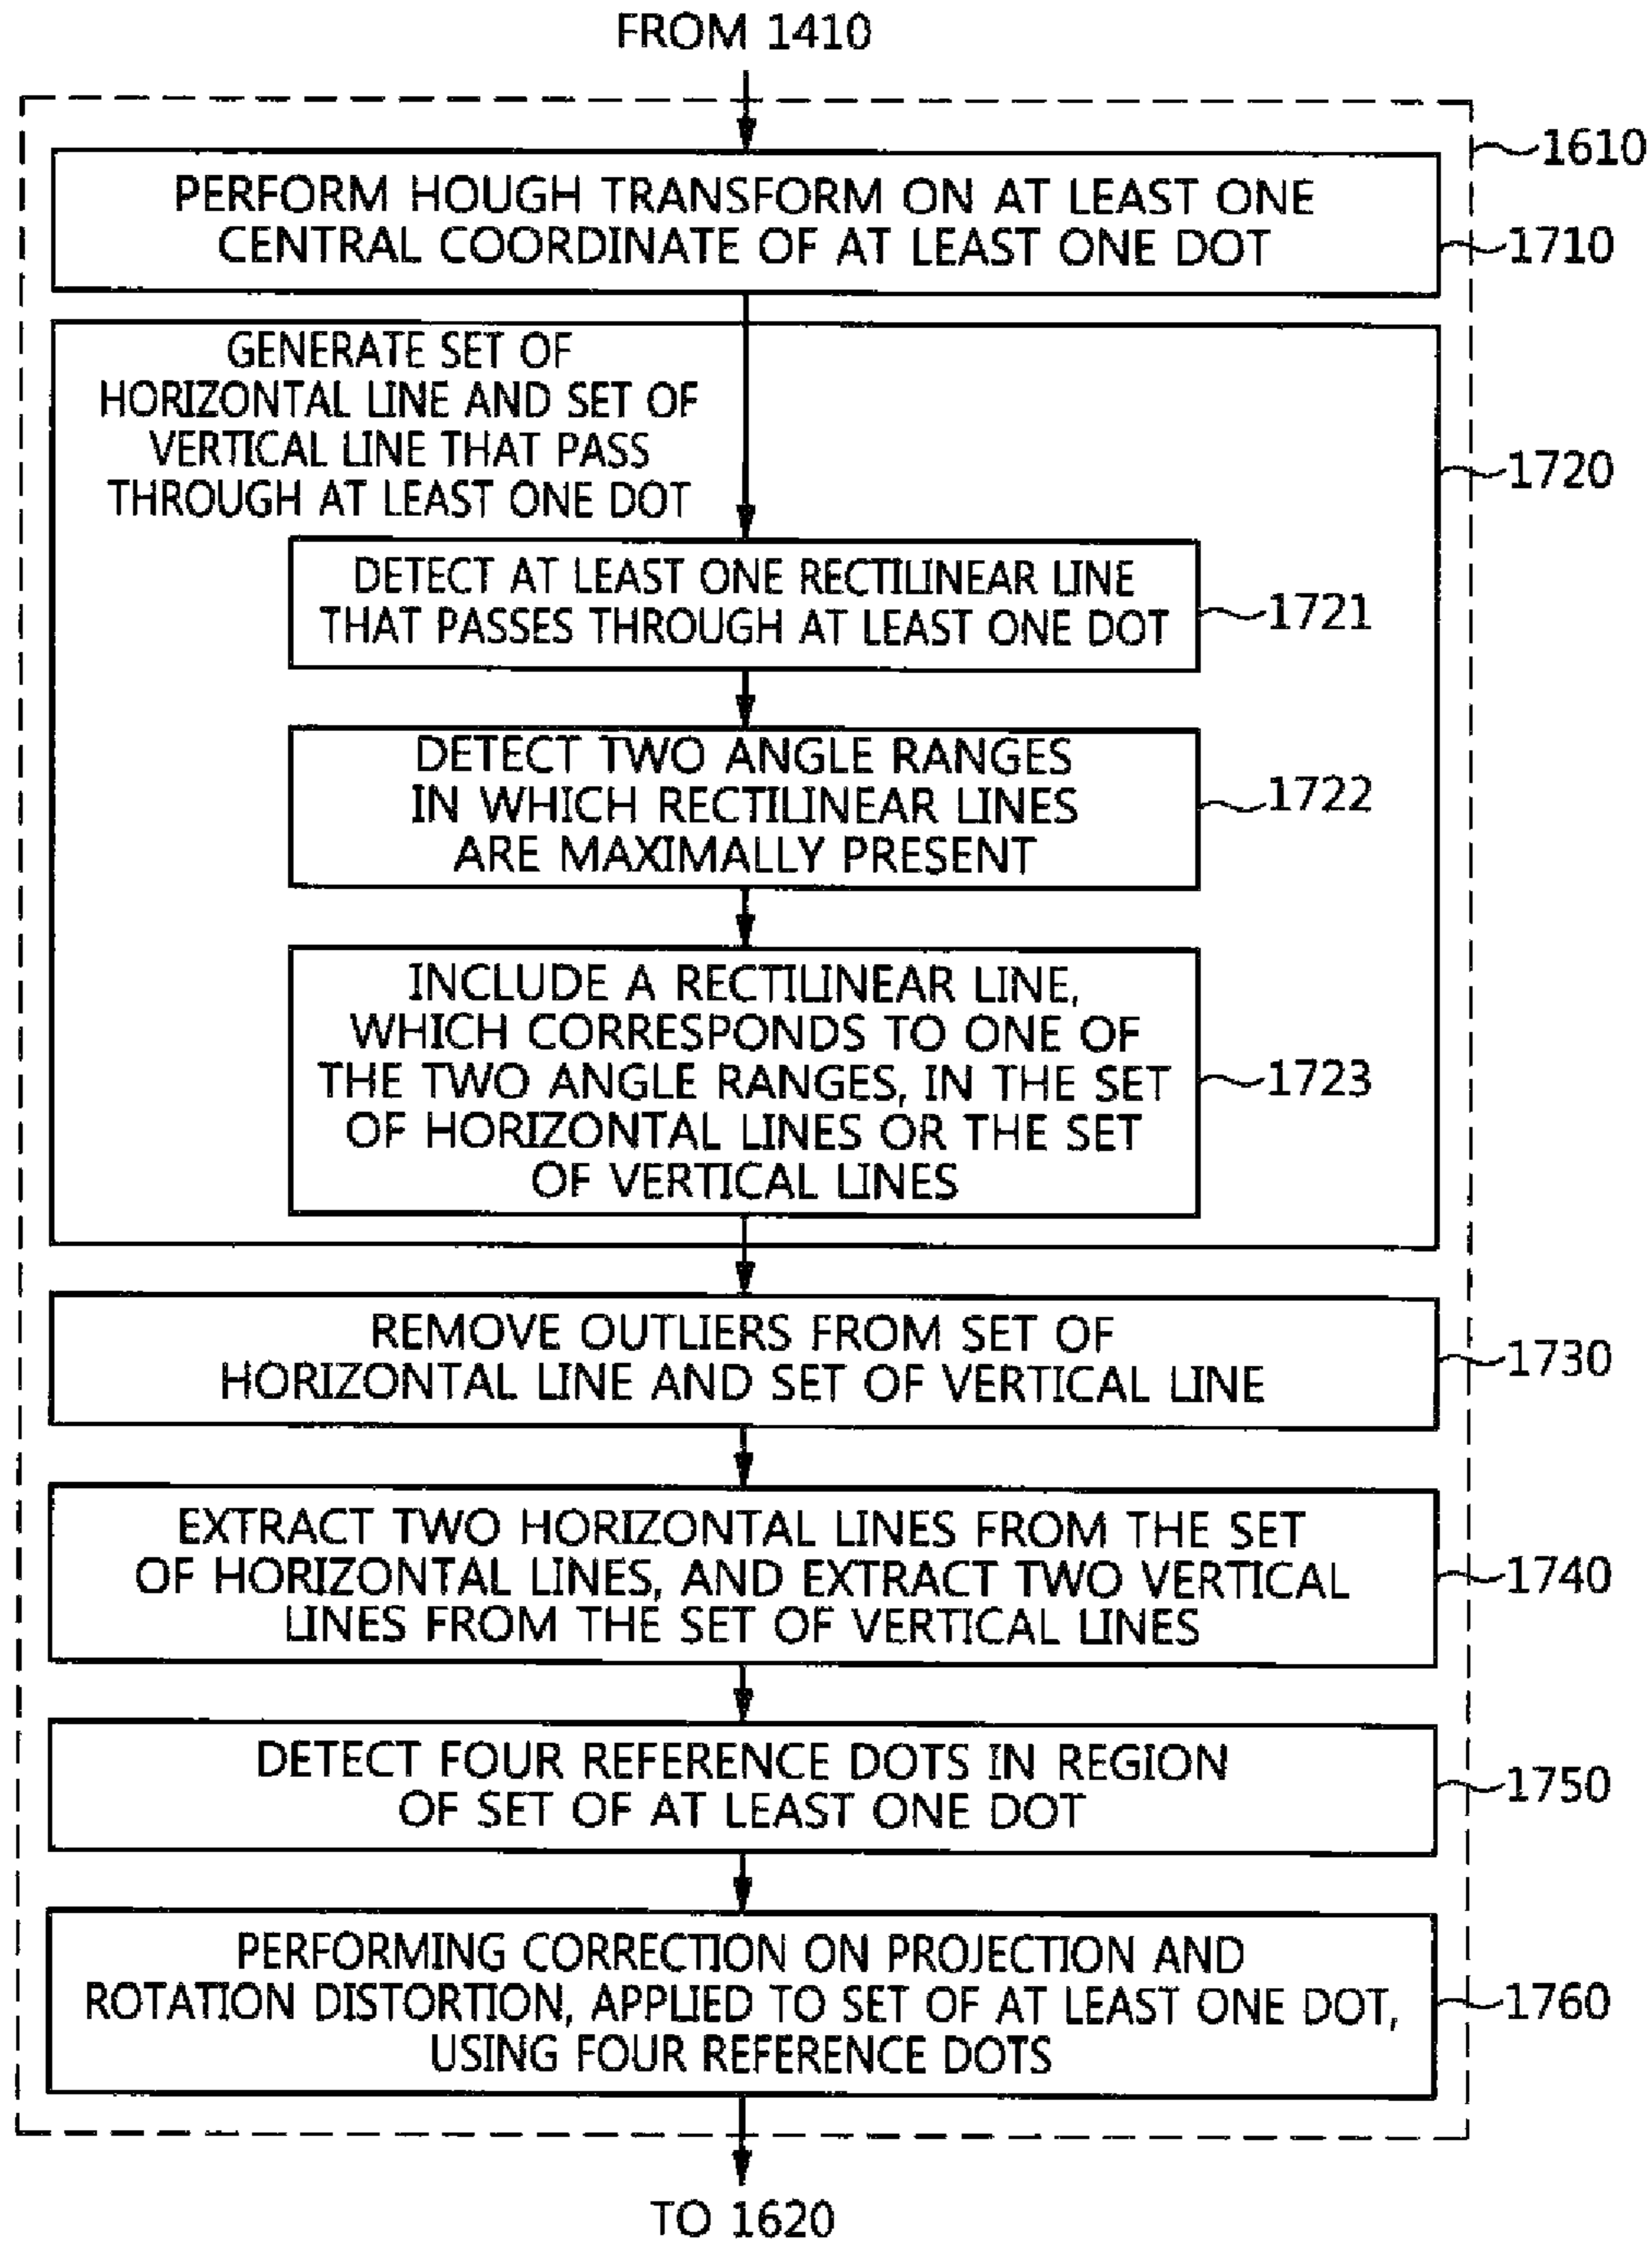 FROM 1410
1610
PERFORM HOUGH TRANSFORM ON AT LEAST ONE
CENTRAL COORDINATE OF AT LEAST ONE DOT
1710
GENERATE SET OF
HORIZONTAL LINE AND SET OF
VERTICAL LINE THAT PASS
THROUGH AT LEAST ONE DOT
1720
DETECT AT LEAST ONE RECTILINEAR LINE
THAT PASSES THROUGH AT LEAST ONE DOT
1721
DETECT TWO ANGLE RANGES
IN WHICH RECTILINEAR LINES
ARE MAXIMALLY PRESENT
1722
INCLUDE A RECTILINEAR LINE,
WHICH CORRESPONDS TO ONE OF
THE TWO ANGLE RANGES, IN THE SET
OF HORIZONTAL LINES OR THE SET
OF VERTICAL LINES
1723
REMOVE OUTLIERS FROM SET OF
HORIZONTAL LINE AND SET OF VERTICAL LINE
1730
EXTRACT TWO HORIZONTAL LINES FROM THE SET
OF HORIZONTAL LINES, AND EXTRACT TWO VERTICAL
LINES FROM THE SET OF VERTICAL LINES
1740
DETECT FOUR REFERENCE DOTS IN REGION
OF SET OF AT LEAST ONE DOT
1750
PERFORMING CORRECTION ON PROJECTION AND
ROTATION DISTORTION, APPLIED TO SET OF AT LEAST ONE DOT,
USING FOUR REFERENCE DOTS
1760
TO 1620